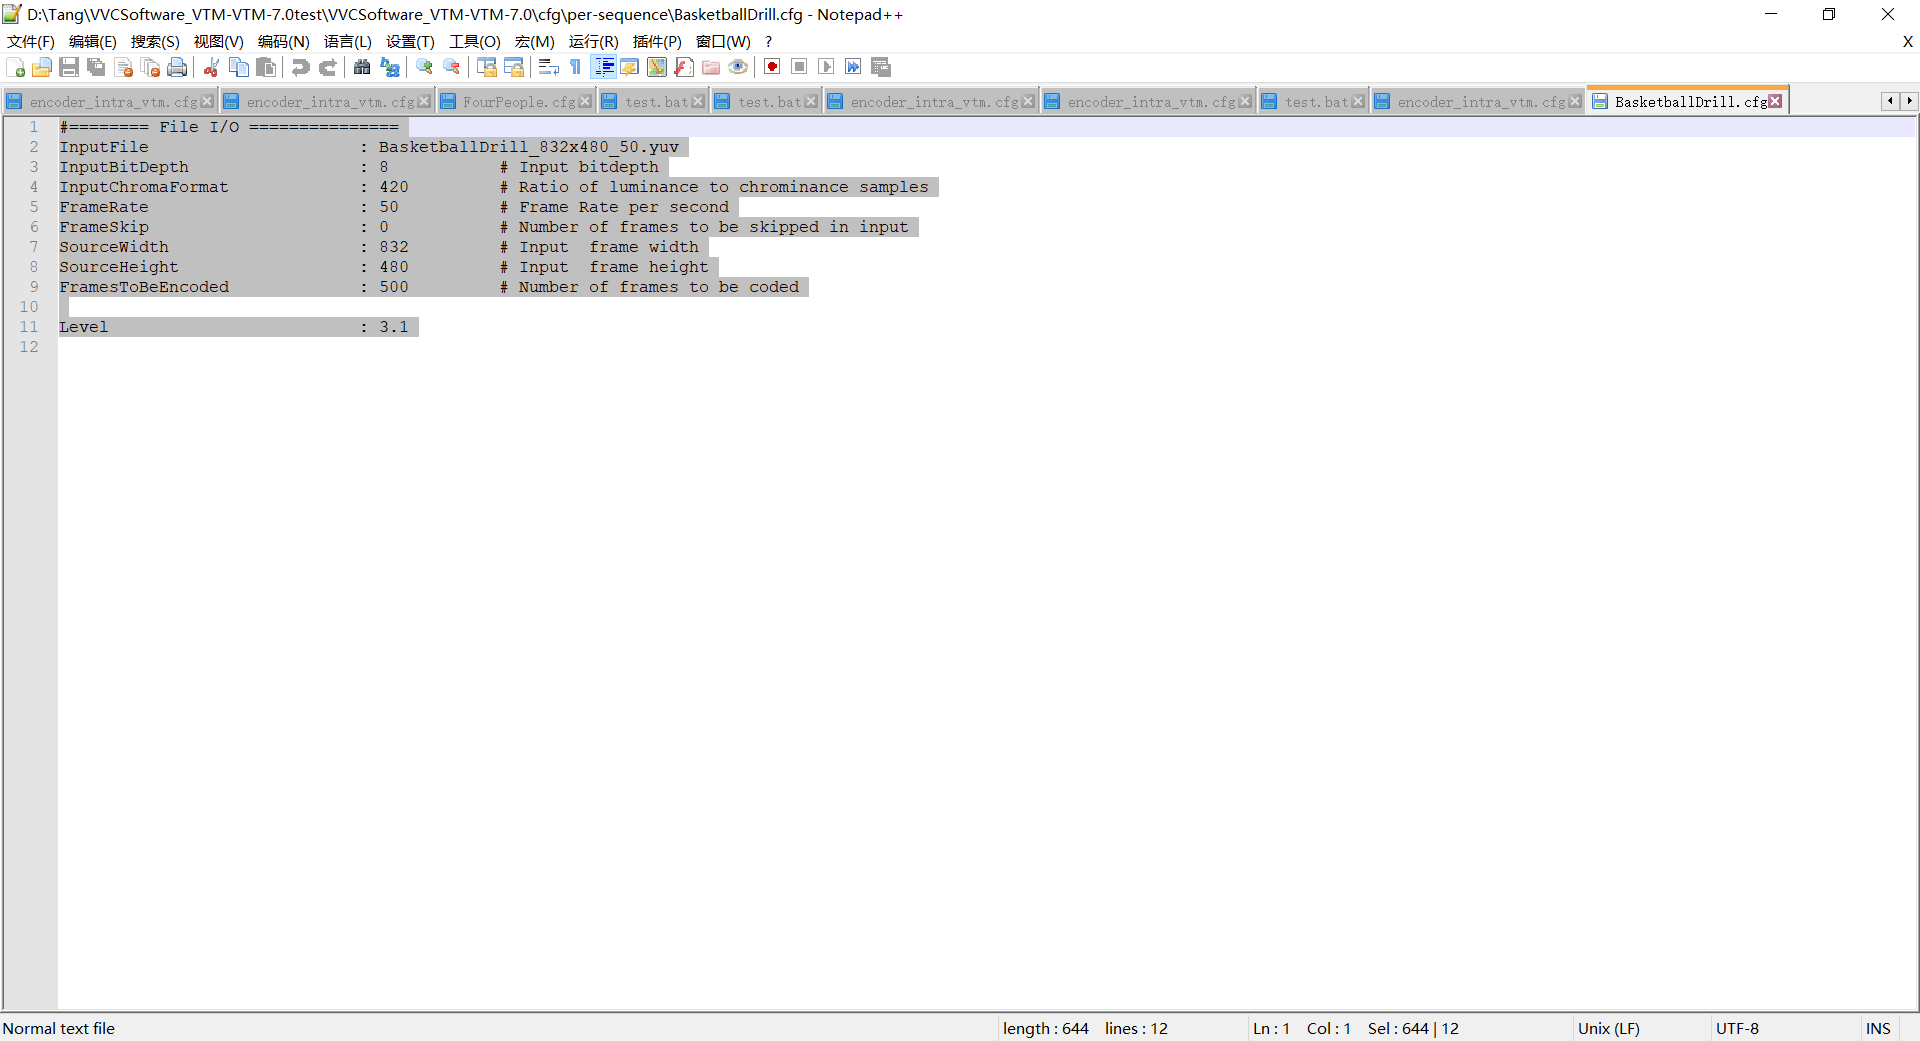 D:\Tang\VVCSoftware_VTM-VTM-7.0test\VVCSoftware_VTM-VTM-7.0\cfg\per-sequence\BasketballDrill.cfg - Notepad++
文件(F) 编辑(E) 搜索(S) 视图(V) 编码(N) 语言(L) 设置(T) 工具(O) 宏(M) 运行(R) 插件(P) 窗口(W) ? X
encoder_intra_vtm.cfg encoder_intra_vtm.cfg FourPeople.cfg test.bat test.bat encoder_intra_vtm.cfg encoder_intra_vtm.cfg test.bat encoder_intra_vtm.cfg BasketballDrill.cfg
1 #======== File I/O ===============
2 InputFile : BasketballDrill_832x480_50.yuv
3 InputBitDepth : 8 # Input bitdepth
4 InputChromaFormat : 420 # Ratio of luminance to chrominance samples
5 FrameRate : 50 # Frame Rate per second
6 FrameSkip : 0 # Number of frames to be skipped in input
7 SourceWidth : 832 # Input  frame width
8 SourceHeight : 480 # Input  frame height
9 FramesToBeEncoded : 500 # Number of frames to be coded
10
11 Level : 3.1
12
Normal text file length : 644 lines : 12 Ln : 1 Col : 1 Sel : 644 | 12 Unix (LF) UTF-8 INS